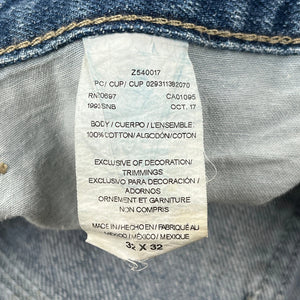 Z540017
PC/ CUP/ CUP 029311382070
RN20697 CA01095
1990SNB OCT. 17
BODY / CUERPO / L'ENSEMBLE:
100% COTTON/ ALGODÓN/COTON
EXCLUSIVE OF DECORATION/
TRIMMINGS
EXCLUSIVO PARA DECORACIÓN/
ADORNOS
ORNEMENT ET GARNITURE
NON COMPRIS
MADE IN/HECHO EN/ FABRIQUÉ AU
MEXICO / MÉXICO / MEXIQUE
32 X 32